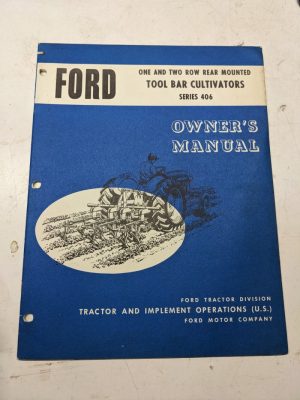 FORD
ONE AND TWO ROW REAR MOUNTED
TOOL BAR CULTIVATORS
SERIES 406
OWNER'S
MANUAL
FORD TRACTOR DIVISION
TRACTOR AND IMPLEMENT OPERATIONS (U.S.)
FORD MOTOR COMPANY